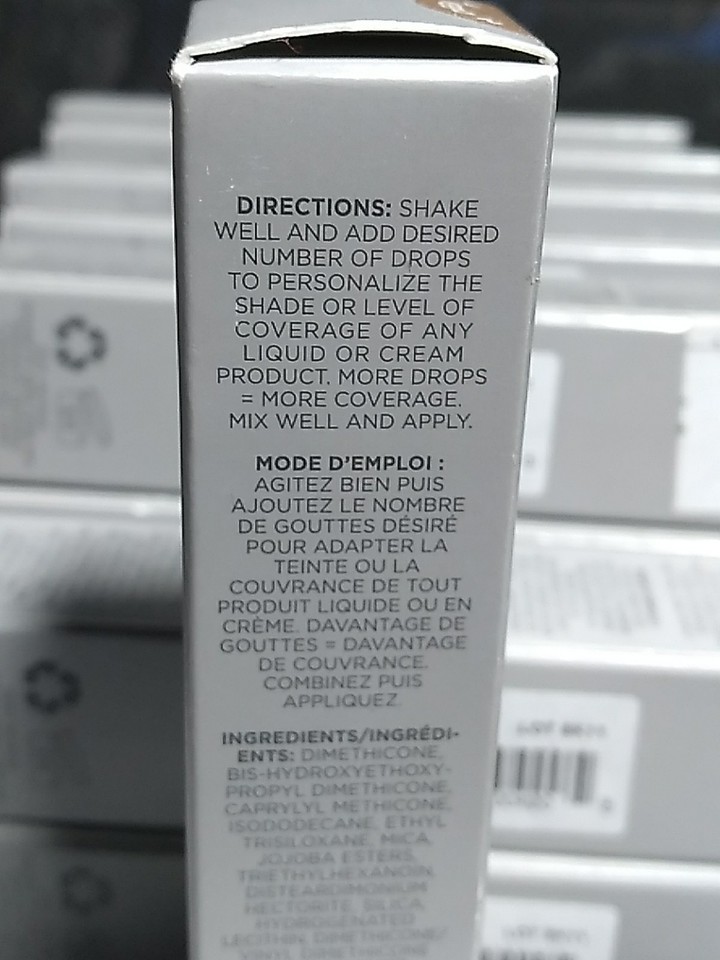 DIRECTIONS: SHAKE
WELL AND ADD DESIRED
NUMBER OF DROPS
TO PERSONALIZE THE
SHADE OR LEVEL OF
COVERAGE OF ANY
LIQUID OR CREAM
PRODUCT. MORE DROPS
= MORE COVERAGE.
MIX WELL AND APPLY.
MODE D'EMPLOI :
AGITEZ BIEN PUIS
AJOUTEZ LE NOMBRE
DE GOUTTES DÉSIRÉ
POUR ADAPTER LA
TEINTE OU LA
COUVRANCE DE TOUT
PRODUIT LIQUIDE OU EN
CRÈME. DAVANTAGE DE
GOUTTES = DAVANTAGE
DE COUVRANCE.
COMBINEZ PUIS
APPLIQUEZ.
INGREDIENTS/INGRÉDI-
ENTS: DIMETHICONE,
BIS-HYDROXYETHOXY-
PROPYL DIMETHICONE,
CAPRYLYL METHICONE,
ISODODECANE, ETHYL
TRISILOXANE, MICA,
JOJOBA ESTERS,
TRIETHYLHEXANOIN,
DISTEARDIMONIUM
HECTORITE, SILICA,
HYDROGENATED
LECITHIN, DIMETHICONE/
VINYL DIMETHICONE